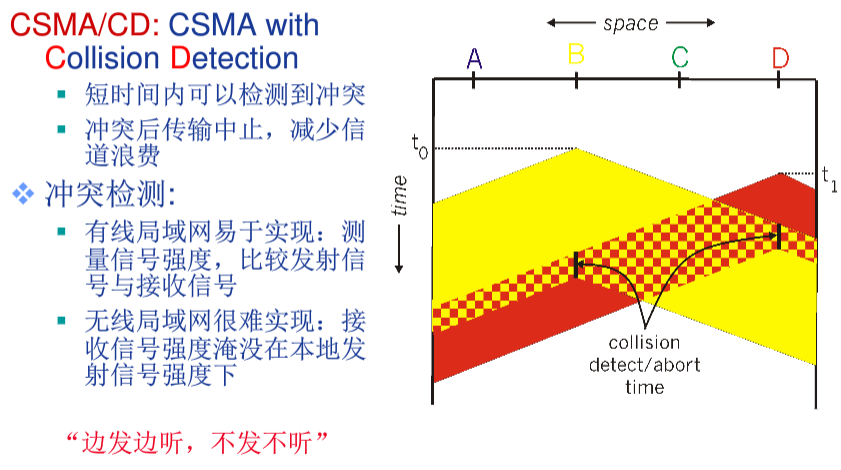 CSMA/CD: CSMA with
Collision Detection
▪ 短时间内可以检测到冲突
▪ 冲突后传输中止，减少信
道浪费
❖ 冲突检测:
▪ 有线局域网易于实现：测
量信号强度，比较发射信
号与接收信号
▪ 无线局域网很难实现：接
收信号强度淹没在本地发
射信号强度下
“边发边听，不发不听”
space
A B C D
t0
t1
time
collision
detect/abort
time